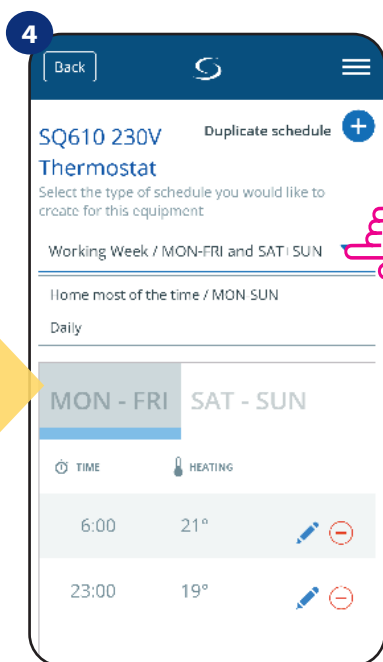 4
Back
SQ610 230V
Thermostat
Duplicate schedule
Select the type of schedule you would like to
create for this equipment
Working Week / MON-FRI and SAT-SUN
Home most of the time / MON-SUN
Daily
MON - FRI SAT - SUN
TIME HEATING
6:00 21°
23:00 19°